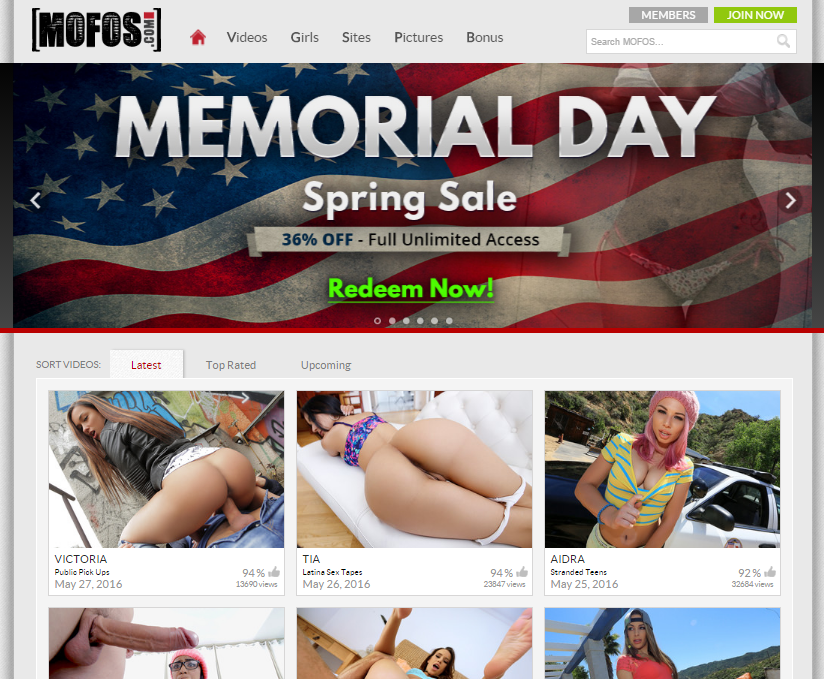 [MOFOS.COM]
Videos Girls Sites Pictures Bonus
MEMBERS JOIN NOW
Search MOFOS...
MEMORIAL DAY
Spring Sale
36% OFF - Full Unlimited Access
Redeem Now!
SORT VIDEOS: Latest Top Rated Upcoming
VICTORIA
Public Pick Ups 94%
May 27, 2016 13690 views
TIA
Latina Sex Tapes 94%
May 26, 2016 23847 views
AIDRA
Stranded Teens 92%
May 25, 2016 32684 views